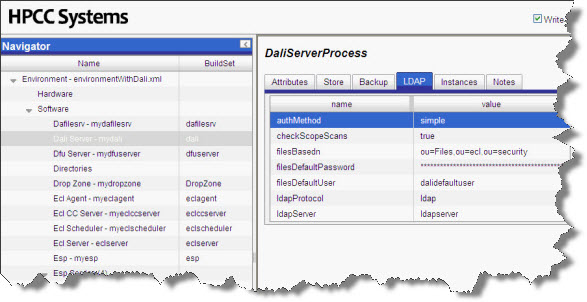 HPCC Systems
Write
Navigator
Name BuildSet
Environment - environmentWithDali.xml
Hardware
Software
Dafilesrv - mydafilesrv dafilesrv
Dali Server - mydali dali
Dfu Server - mydfuserver dfuserver
Directories
Drop Zone - mydropzone DropZone
Ecl Agent - myeclagent eclagent
Ecl CC Server - myeclccserver eclccserver
Ecl Scheduler - myeclscheduler eclscheduler
Ecl Server - eclserver eclserver
Esp - myesp esp
DaliServerProcess
Attributes Store Backup LDAP Instances Notes
name value
authMethod simple
checkScopeScans true
filesBasedn ou=Files,ou=ecl,ou=security
filesDefaultPassword
filesDefaultUser dalidefaultuser
ldapProtocol ldap
ldapServer ldapserver